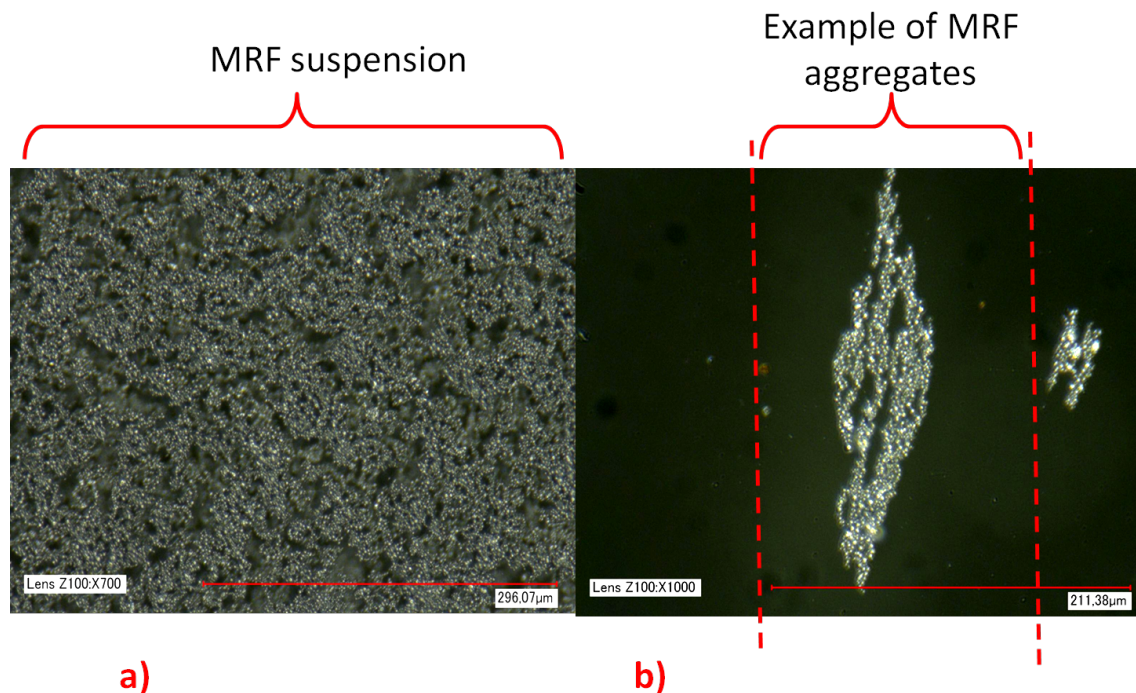 MRF suspension
Example of MRF
aggregates
Lens Z100:X700
296,07µm
Lens Z100:X1000
211,38µm
a)
b)